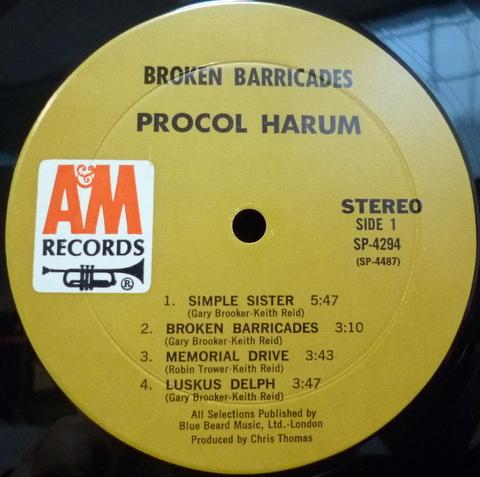 BROKEN BARRICADES
PROCOL HARUM
A&M
RECORDS
®
STEREO
SIDE 1
SP-4294
(SP-4487)
1. SIMPLE SISTER 5:47
(Gary Brooker-Keith Reid)
2. BROKEN BARRICADES 3:10
(Gary Brooker-Keith Reid)
3. MEMORIAL DRIVE 3:43
(Robin Trower-Keith Reid)
4. LUSKUS DELPH 3:47
(Gary Brooker-Keith Reid)
All Selections Published by
Blue Beard Music, Ltd.-London
Produced by Chris Thomas